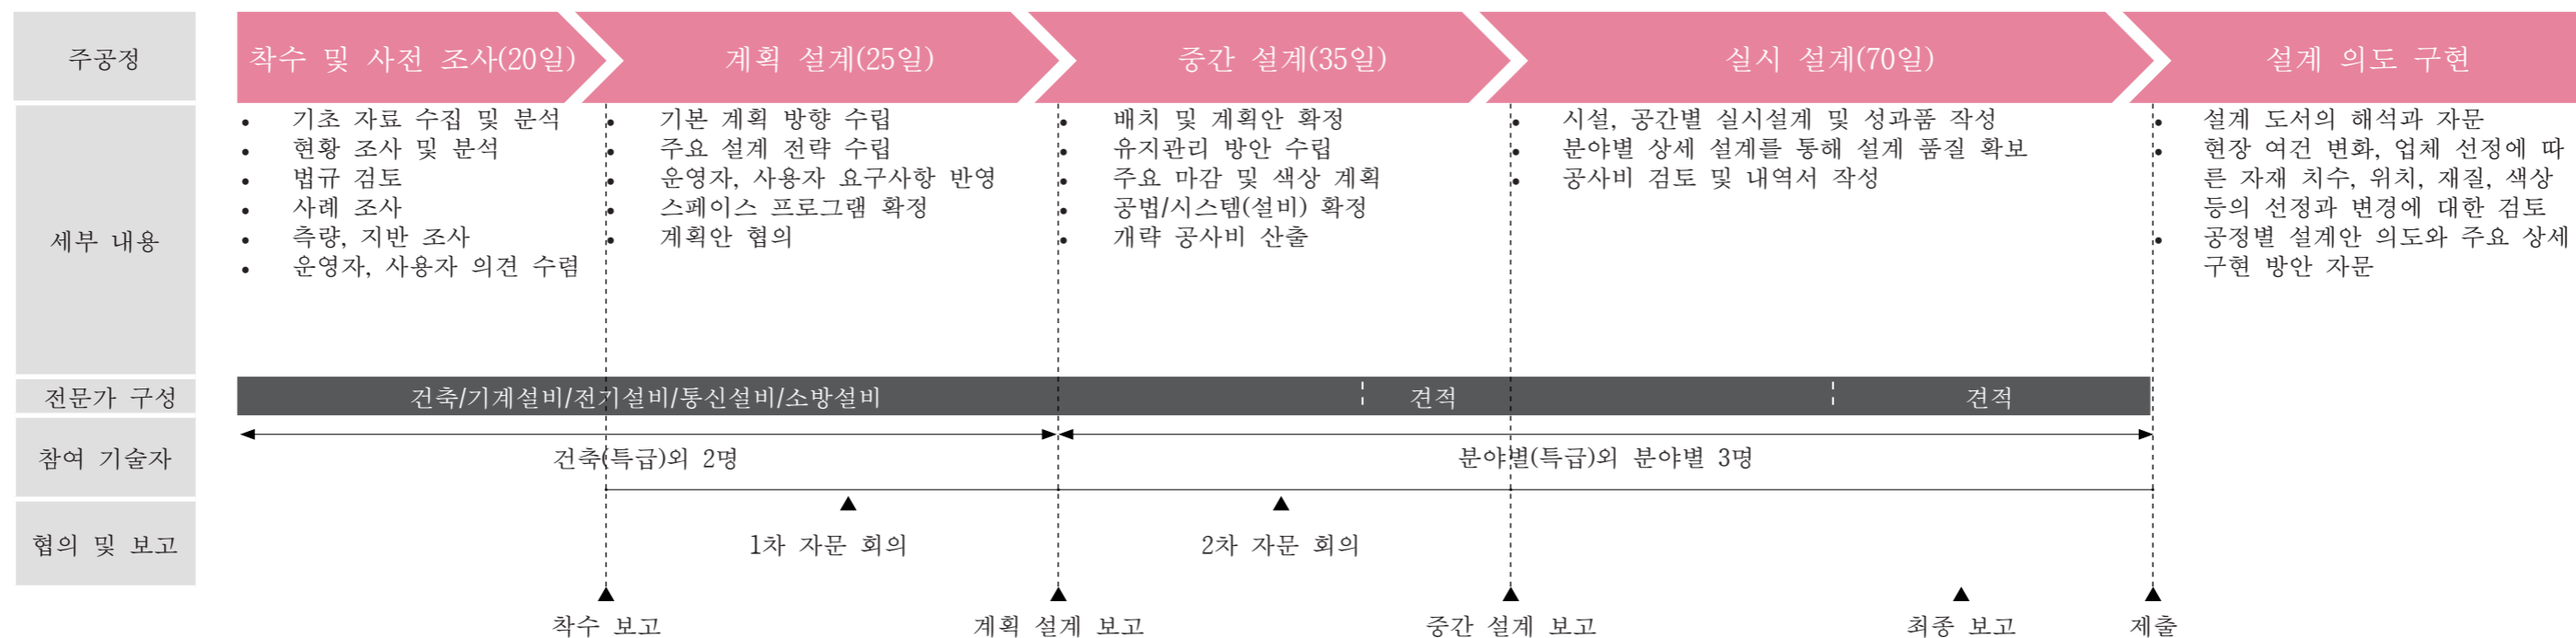 주공정
착수 및 사전 조사(20일)
계획 설계(25일)
중간 설계(35일)
실시 설계(70일)
설계 의도 구현
세부 내용
• 기초 자료 수집 및 분석
• 현황 조사 및 분석
• 법규 검토
• 사례 조사
• 측량, 지반 조사
• 운영자, 사용자 의견 수렴
• 기본 계획 방향 수립
• 주요 설계 전략 수립
• 운영자, 사용자 요구사항 반영
• 스페이스 프로그램 확정
• 계획안 협의
• 배치 및 계획안 확정
• 유지관리 방안 수립
• 주요 마감 및 색상 계획
• 공법/시스템(설비) 확정
• 개략 공사비 산출
• 시설, 공간별 실시설계 및 성과품 작성
• 분야별 상세 설계를 통해 설계 품질 확보
• 공사비 검토 및 내역서 작성
• 설계 도서의 해석과 자문
• 현장 여건 변화, 업체 선정에 따
른 자재 치수, 위치, 재질, 색상
등의 선정과 변경에 대한 검토
• 공정별 설계안 의도와 주요 상세
구현 방안 자문
전문가 구성
건축/기계설비/전기설비/통신설비/소방설비
견적
견적
참여 기술자
건축(특급)외 2명
분야별(특급)외 분야별 3명
협의 및 보고
1차 자문 회의
2차 자문 회의
착수 보고
계획 설계 보고
중간 설계 보고
최종 보고
제출